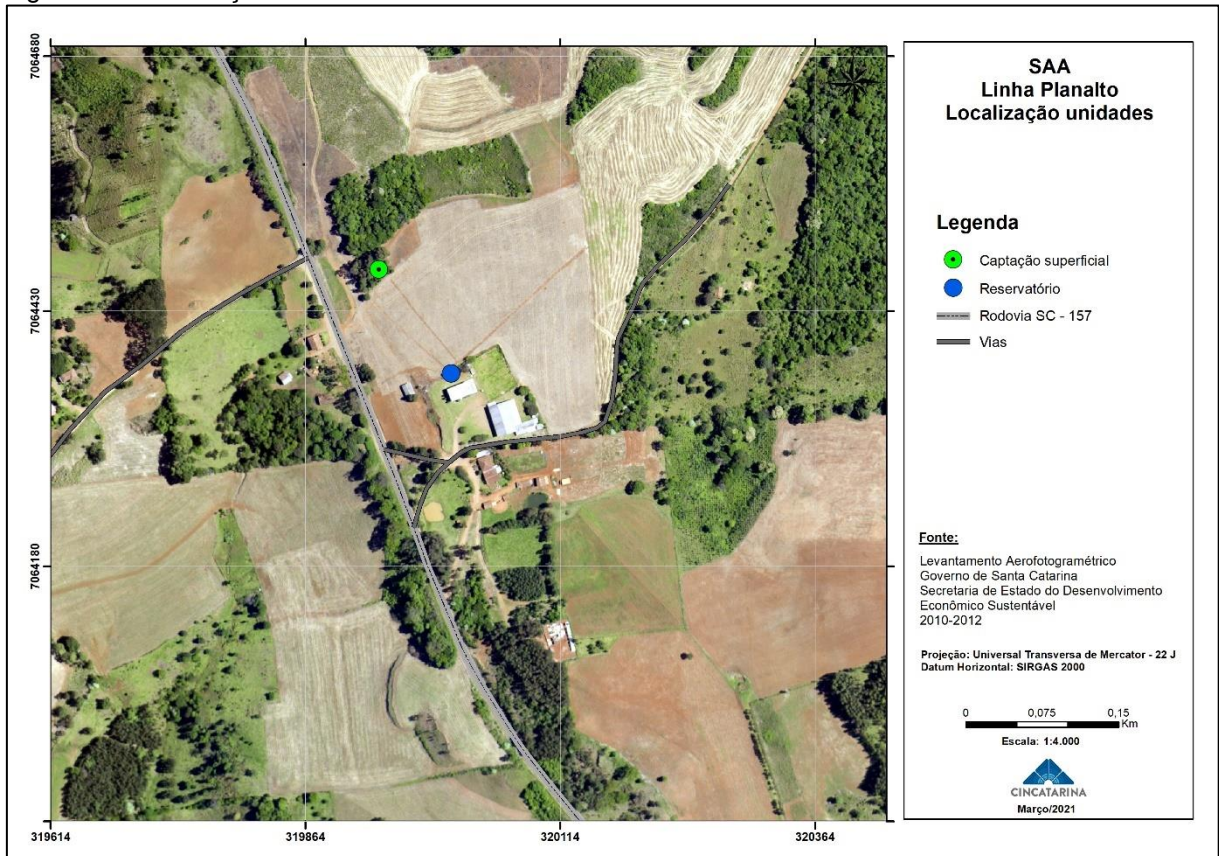 SAA
Linha Planalto
Localização unidades
Legenda
Captação superficial
Reservatório
Rodovia SC - 157
Vias
Fonte:
Levantamento Aerofotogramétrico
Governo de Santa Catarina
Secretaria de Estado do Desenvolvimento
Econômico Sustentável
2010-2012
Projeção: Universal Transversa de Mercator - 22 J
Datum Horizontal: SIRGAS 2000
0 0,075 0,15
Km
Escala: 1:4.000
CINCATARINA
Março/2021
7064680
7064430
7064180
319614 319864 320114 320364